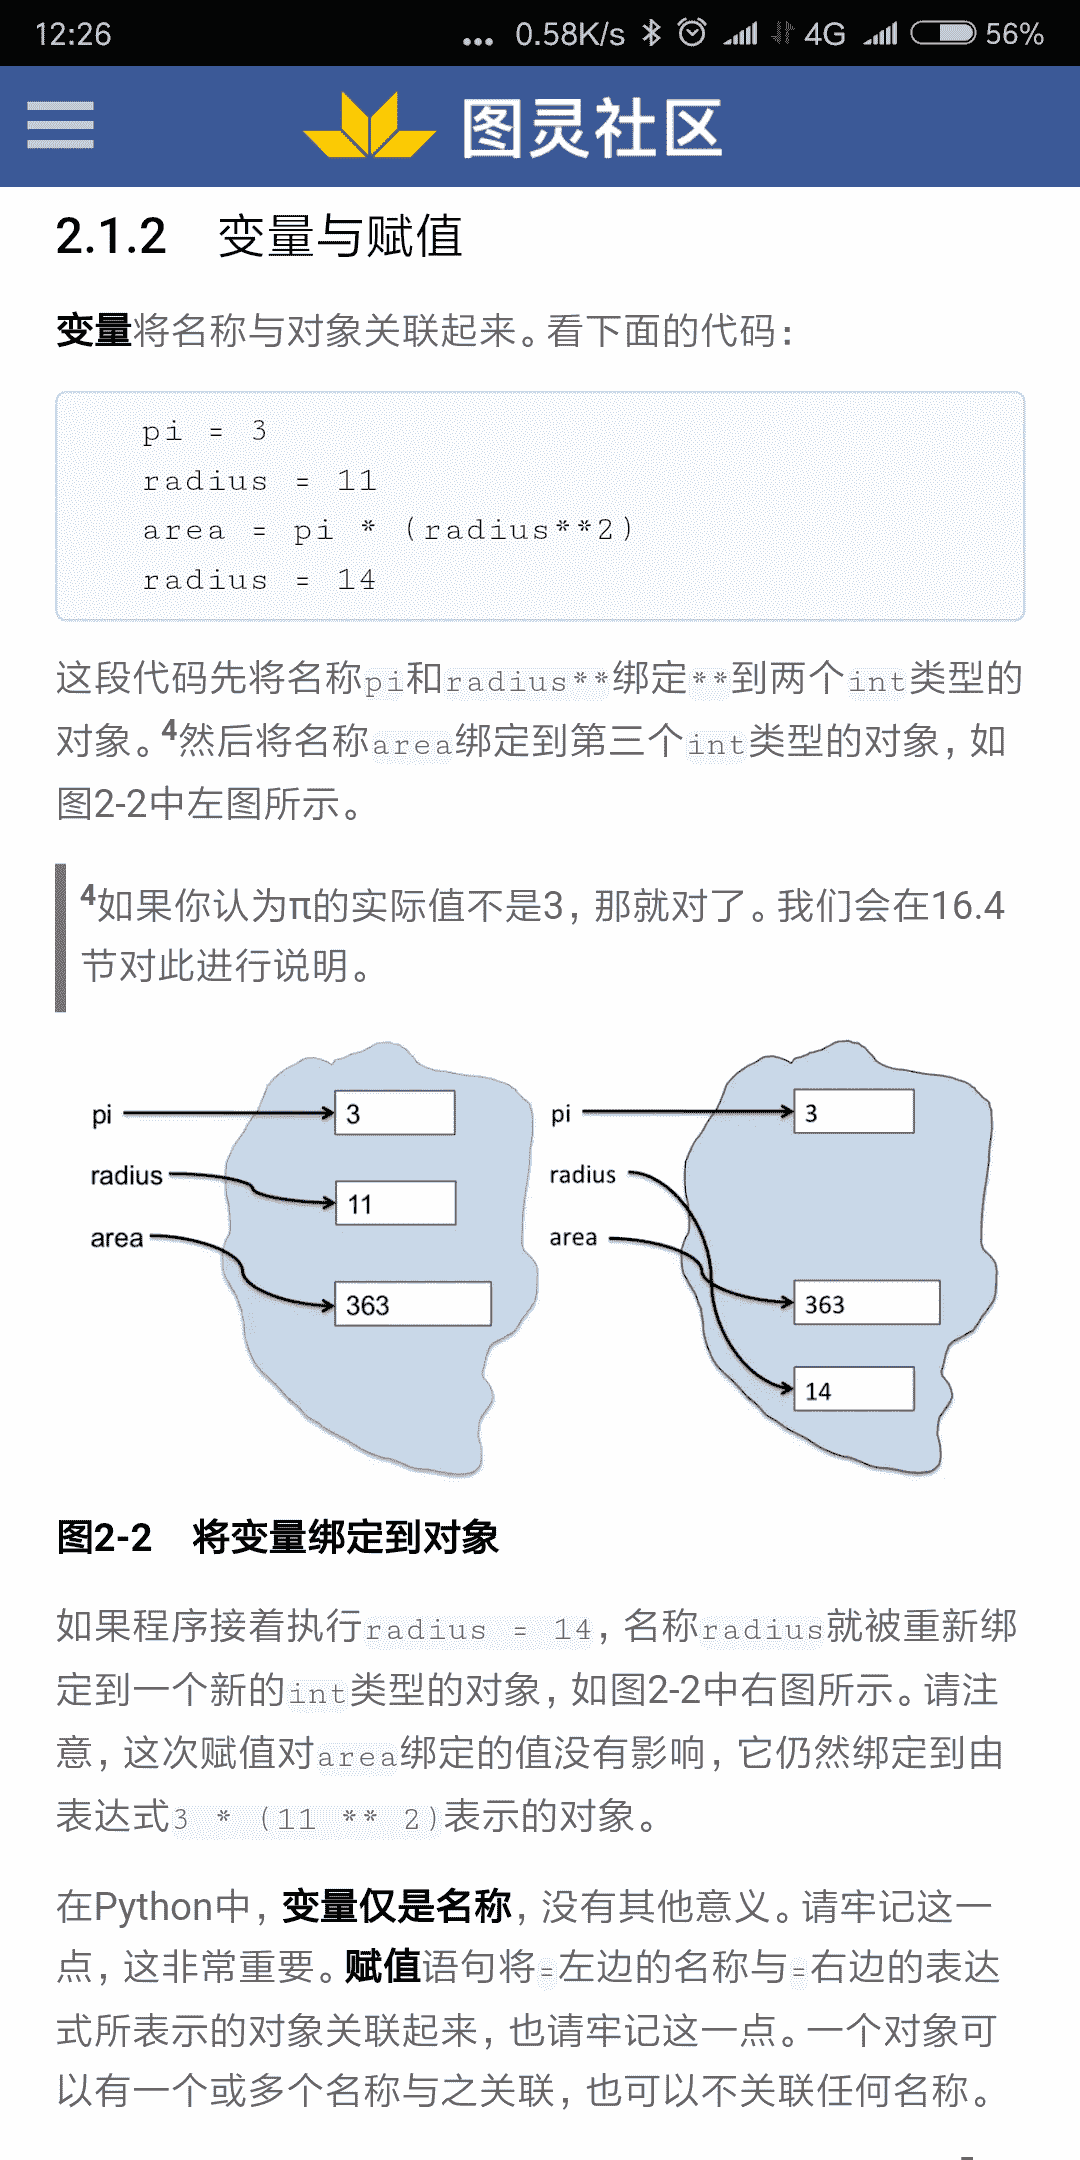 12:26 ... 0.58K/s 4G 56%
图灵社区
2.1.2 变量与赋值
变量将名称与对象关联起来。看下面的代码：
pi = 3
radius = 11
area = pi * (radius**2)
radius = 14
这段代码先将名称pi和radius**绑定**到两个int类型的
对象。4然后将名称area绑定到第三个int类型的对象，如
图2-2中左图所示。
4如果你认为π的实际值不是3，那就对了。我们会在16.4
节对此进行说明。
pi 3 pi 3
radius 11 radius
area 363 area 363
14
图2-2 将变量绑定到对象
如果程序接着执行radius = 14，名称radius就被重新绑
定到一个新的int类型的对象，如图2-2中右图所示。请注
意，这次赋值对area绑定的值没有影响，它仍然绑定到由
表达式3 * (11 ** 2)表示的对象。
在Python中，变量仅是名称，没有其他意义。请牢记这一
点，这非常重要。赋值语句将=左边的名称与=右边的表达
式所表示的对象关联起来，也请牢记这一点。一个对象可
以有一个或多个名称与之关联，也可以不关联任何名称。